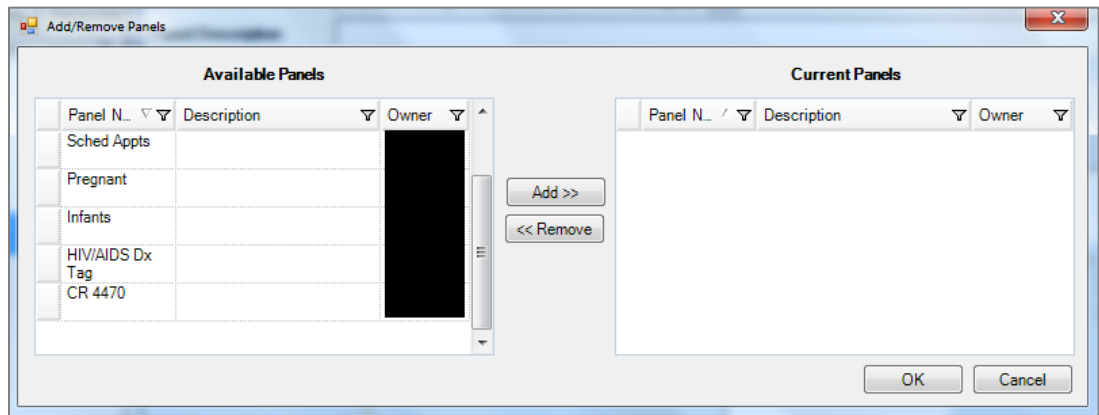 Add/Remove Panels
Available Panels
Current Panels
Panel N... Description Owner
Panel N... Description Owner
Sched Appts
Pregnant
Infants
HIV/AIDS Dx
Tag
CR 4470
Add >>
<< Remove
OK Cancel